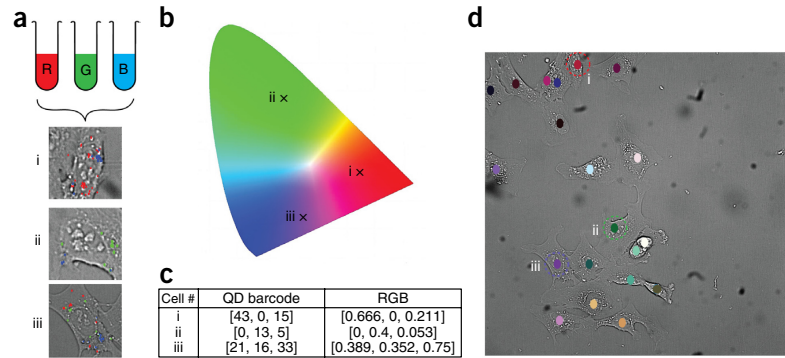 a
R G B
i
ii
iii
b
ii ×
i ×
iii ×
c
Cell # QD barcode RGB
i [43, 0, 15] [0.666, 0, 0.211]
ii [0, 13, 5] [0, 0.4, 0.053]
iii [21, 16, 33] [0.389, 0.352, 0.75]
d
i
ii
iii